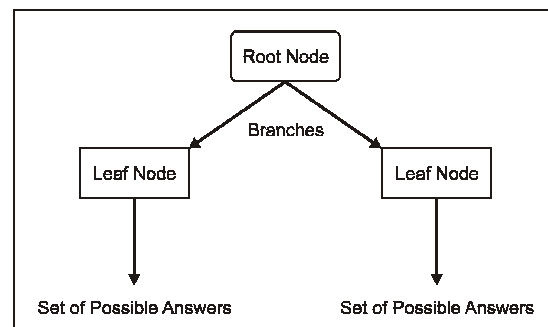 Root Node
Branches
Leaf Node
Leaf Node
Set of Possible Answers
Set of Possible Answers